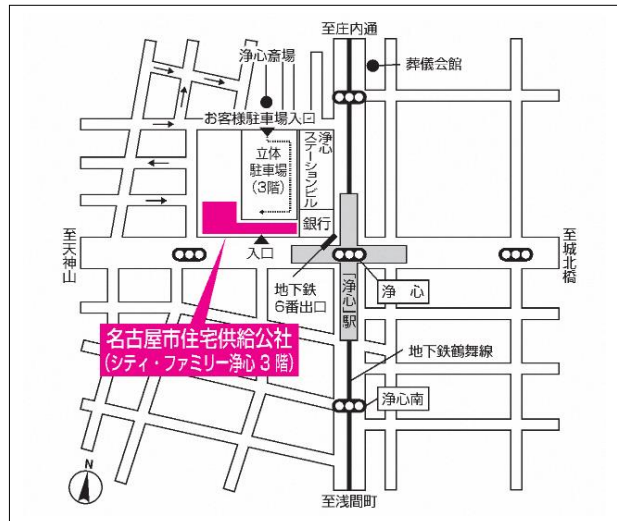 至庄内通
浄心斎場
葬儀会館
お客様駐車場入口
立体
駐車場
(3階)
浄心
ステーションビル
銀行
至天神山
入口
至城北橋
地下鉄
6番出口
「浄心」駅
浄 心
名古屋市住宅供給公社
(シティ・ファミリー浄心 3 階)
地下鉄鶴舞線
浄心南
N
至浅間町